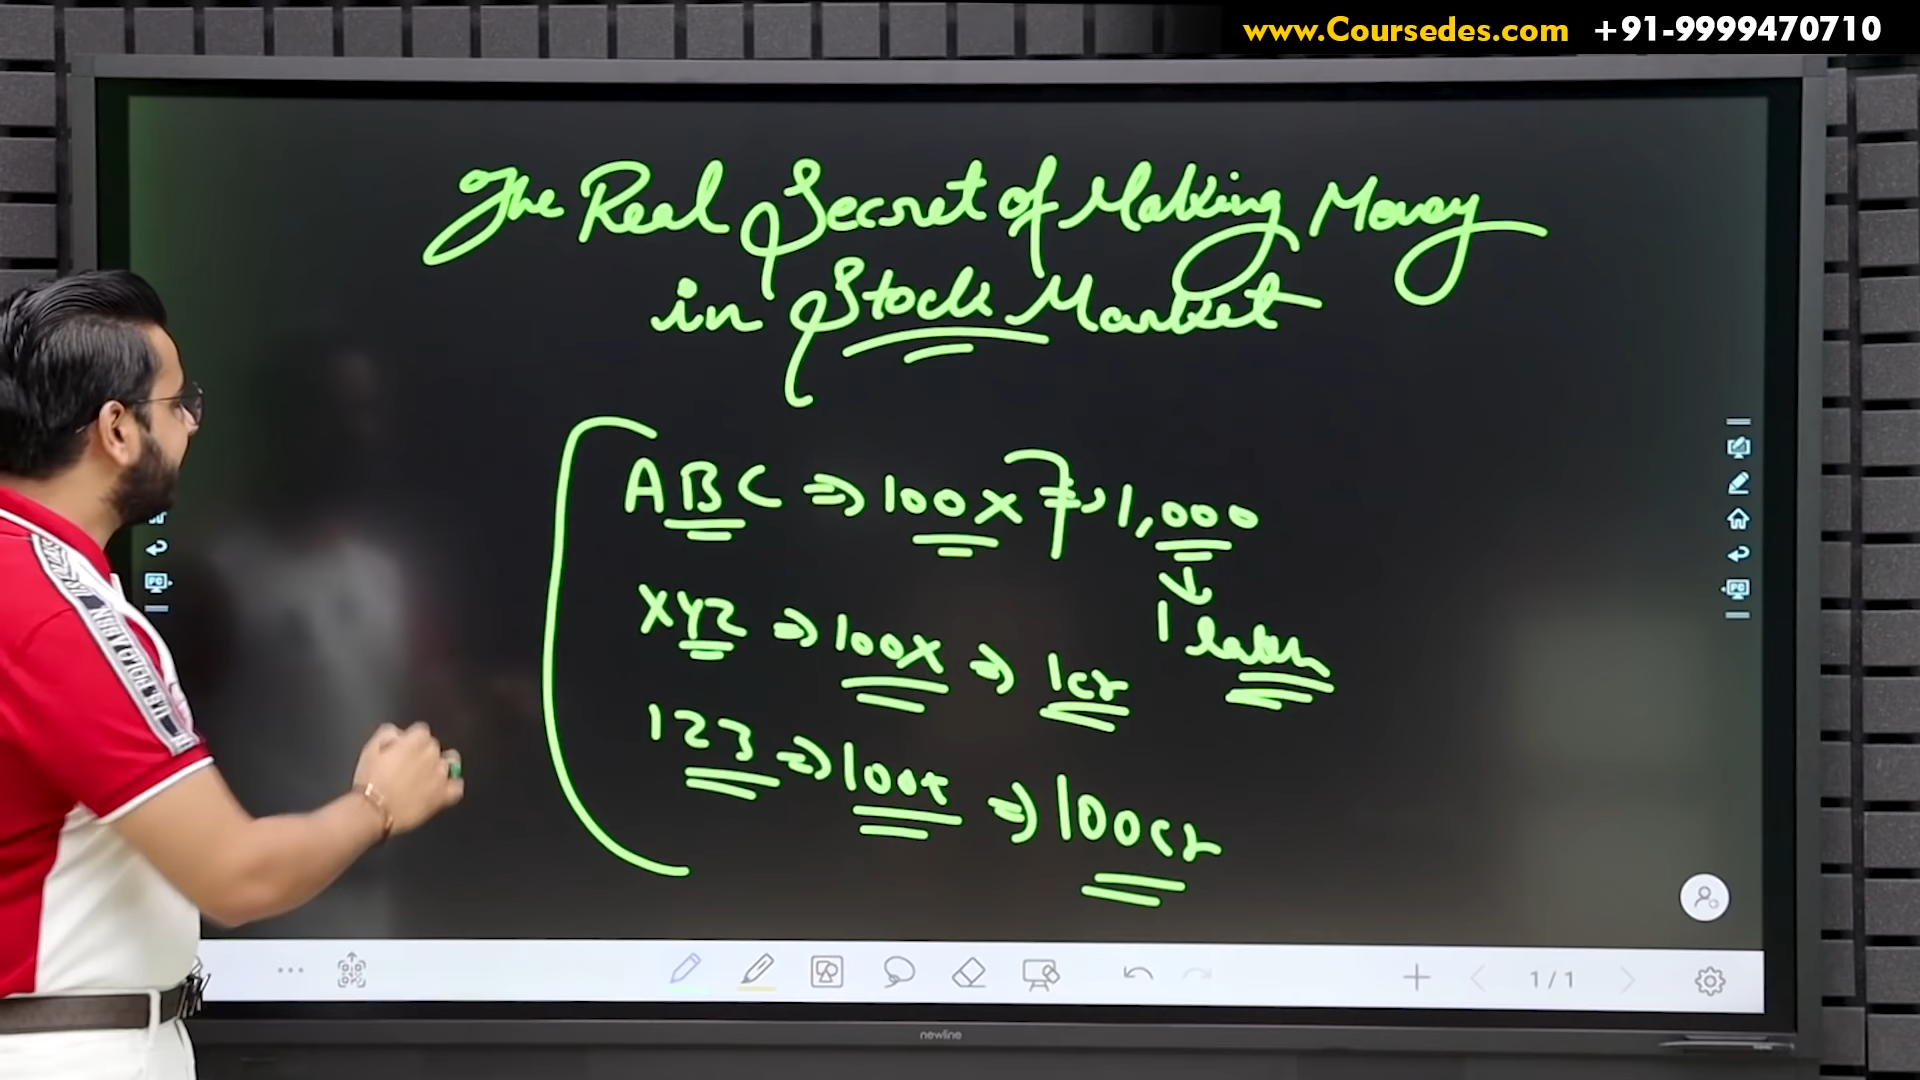 www.Coursedes.com +91-9999470710
The Real Secret of Making Money
in Stock Market
ABC ⇒ 100x ⇒ 1,000
↓
1 lakh
XYZ ⇒ 100x ⇒ 1cr
123 ⇒ 100x ⇒ 100cr
1/1
newline